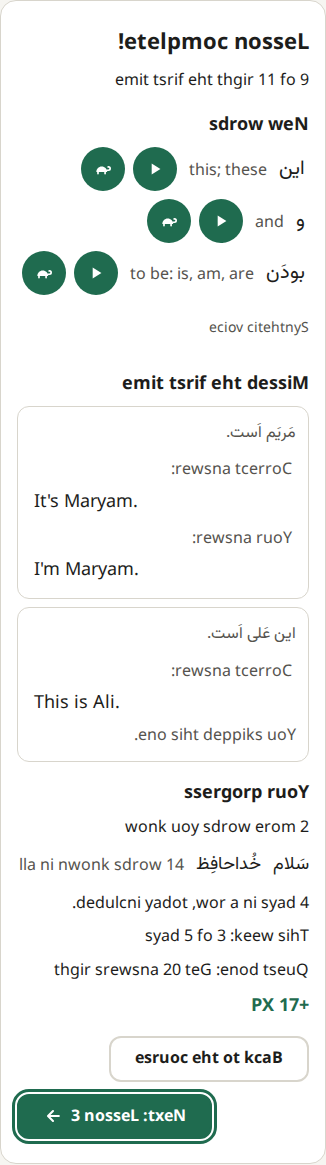 !etelpmoc nosseL
emit tsrif eht thgir 11 fo 9
sdrow weN
این this; these
و and
بودَن to be: is, am, are
seciov citehtnyS
emit tsrif eht dessiM
مَریَم اَست.
:rewsna tcerroC
It's Maryam.
:rewsna ruoY
I'm Maryam.
این عَلی اَست.
:rewsna tcerroC
This is Ali.
.eno siht deppiks uoY
ssergorp ruoY
wonk uoy sdrow erom 2
سَلام خُداحافِظ lla ni nwonk sdrow 14
.dedulcni yadot ,wor a ni syad 4
syad 5 fo 3 :keew sihT
thgir srewsna 20 teG :enod tseuQ
PX 17+
esruoc eht ot kcaB
← 3 nosseL :txeN